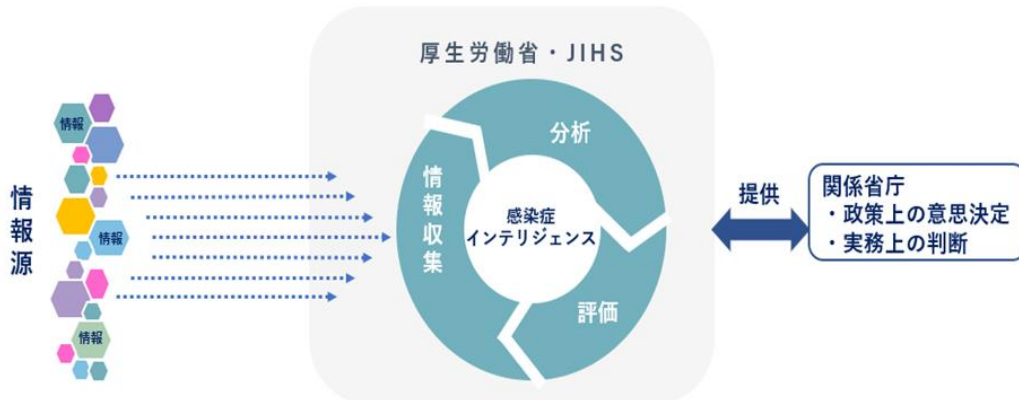 厚生労働省・JIHS
情報源
情報
情報
情報
情報収集
分析
評価
感染症
インテリジェンス
提供
関係省庁
・政策上の意思決定
・実務上の判断